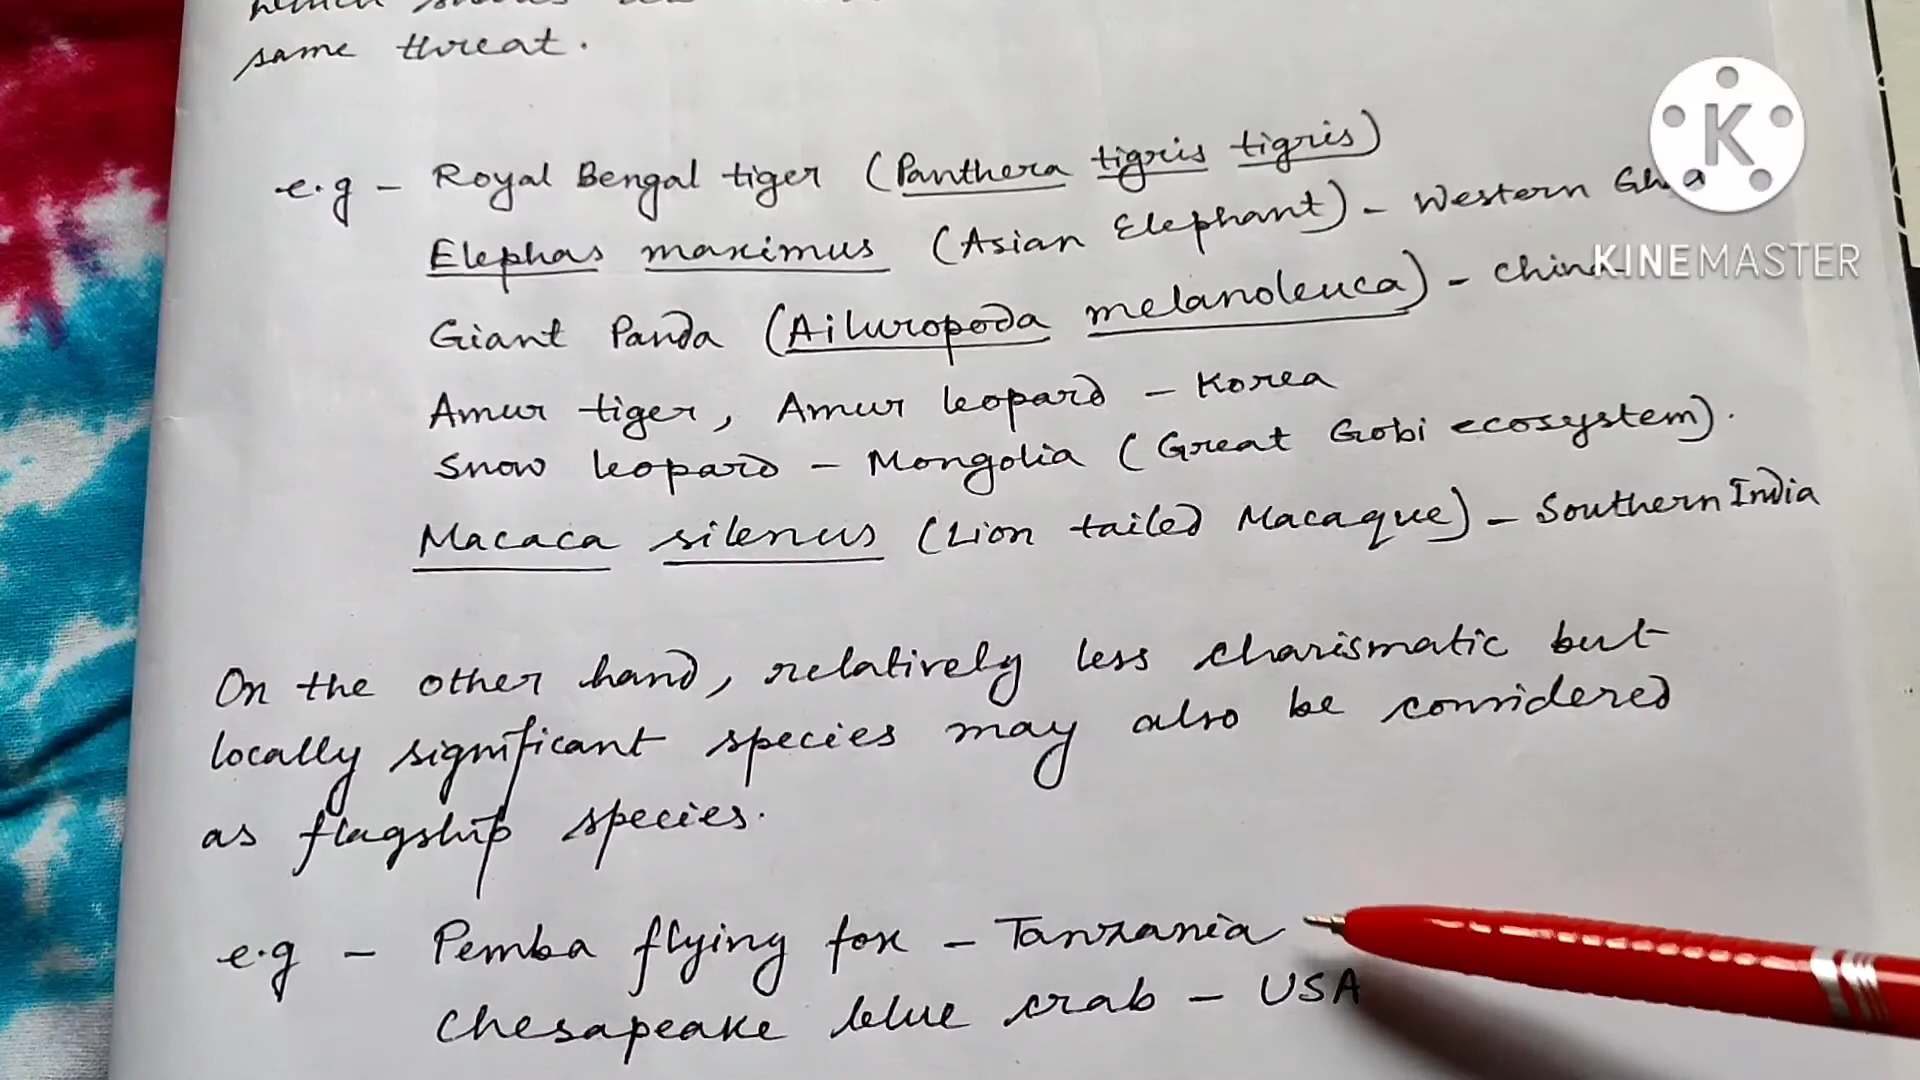 same threat.
e.g - Royal Bengal tiger (Panthera tigris tigris)
Elephas maximus (Asian Elephant) - Western
Giant Panda (Ailuropoda melanoleuca) - China
Amur tiger, Amur leopard - Korea
Snow leopard - Mongolia (Great Gobi ecosystem).
Macaca silenus (Lion tailed Macaque) - Southern India
On the other hand, relatively less charismatic but
locally significant species may also be considered
as flagship species.
e.g - Pemba flying fox - Tanzania
Chesapeake blue crab - USA
K
KINEMASTER